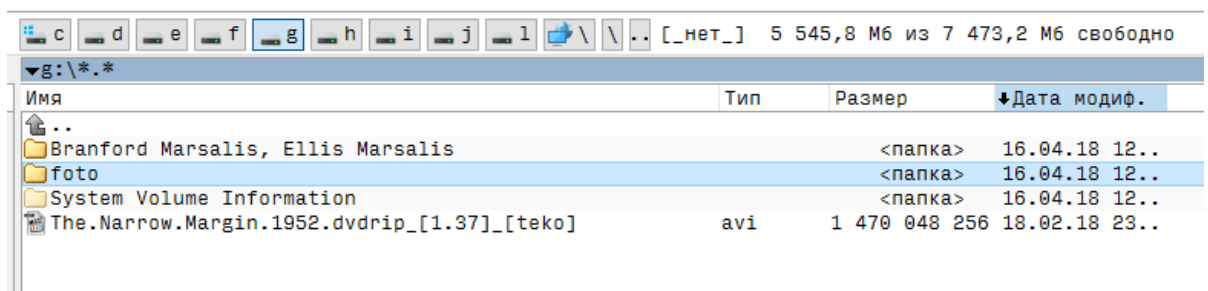 c d e f g h i j l \ \ .. [_нет_] 5 545,8 Мб из 7 473,2 Мб свободно
▾g:\*.*
Имя Тип Размер Дата модиф.
..
Branford Marsalis, Ellis Marsalis <папка> 16.04.18 12..
foto <папка> 16.04.18 12..
System Volume Information <папка> 16.04.18 12..
The.Narrow.Margin.1952.dvdrip_[1.37]_[teko] avi 1 470 048 256 18.02.18 23..